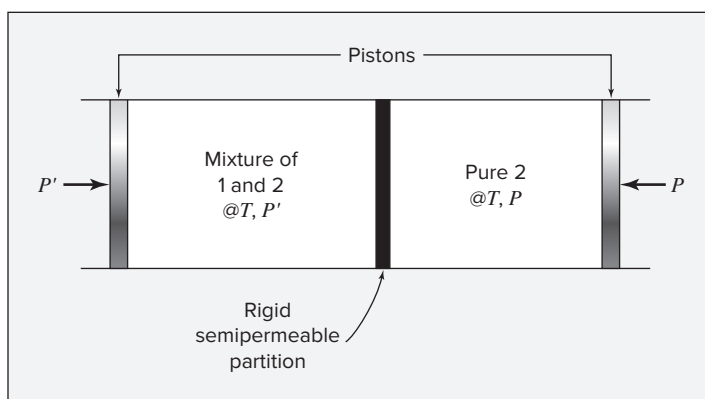 Pistons
Mixture of
1 and 2
@T, P′
Pure 2
@T, P
P′
P
Rigid
semipermeable
partition